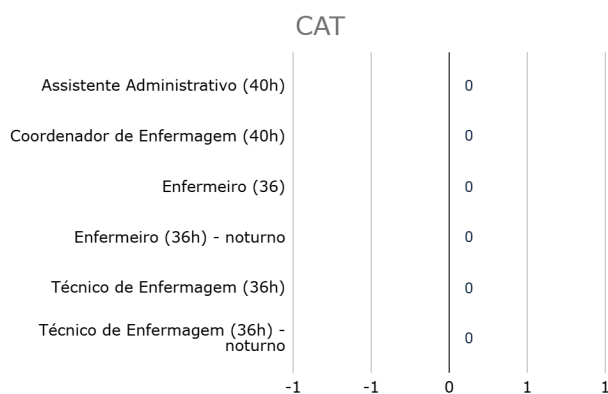 CAT
Assistente Administrativo (40h)
0
Coordenador de Enfermagem (40h)
0
Enfermeiro (36)
0
Enfermeiro (36h) - noturno
0
Técnico de Enfermagem (36h)
0
Técnico de Enfermagem (36h) -
noturno
0
-1 -1 0 1 1